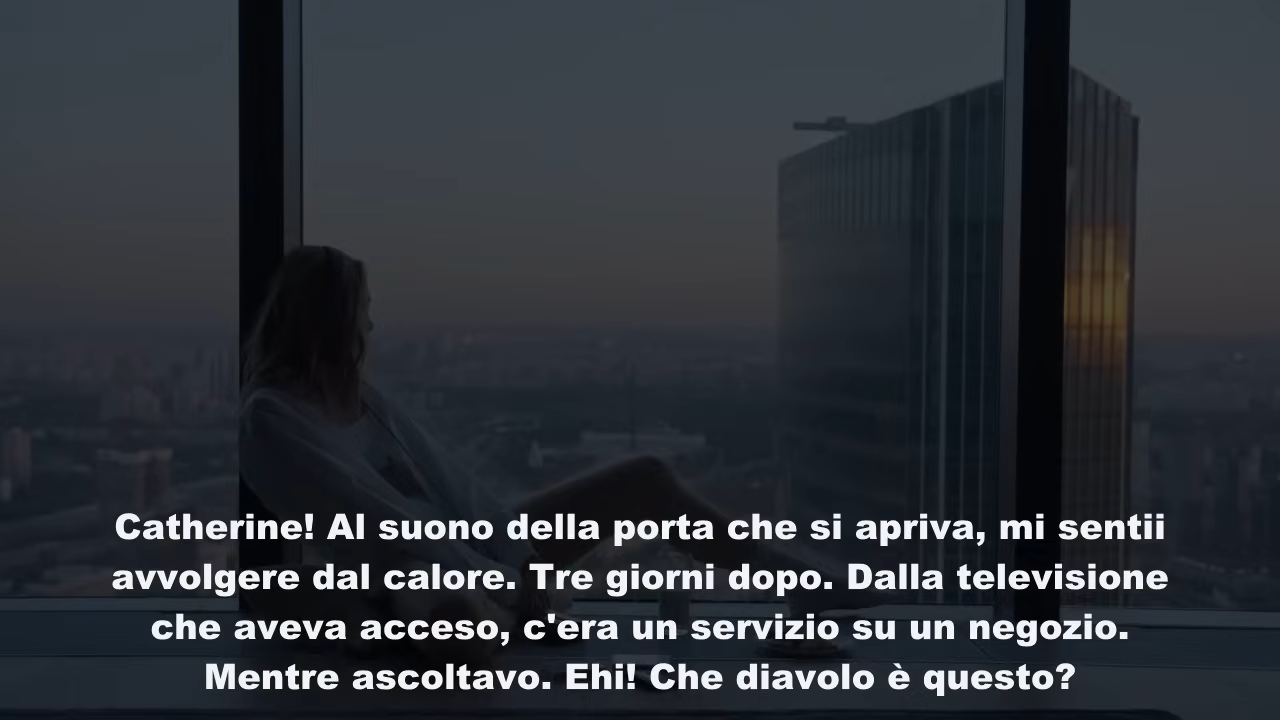 Catherine! Al suono della porta che si apriva, mi sentii
avvolgere dal calore. Tre giorni dopo. Dalla televisione
che aveva acceso, c'era un servizio su un negozio.
Mentre ascoltavo. Ehi! Che diavolo è questo?